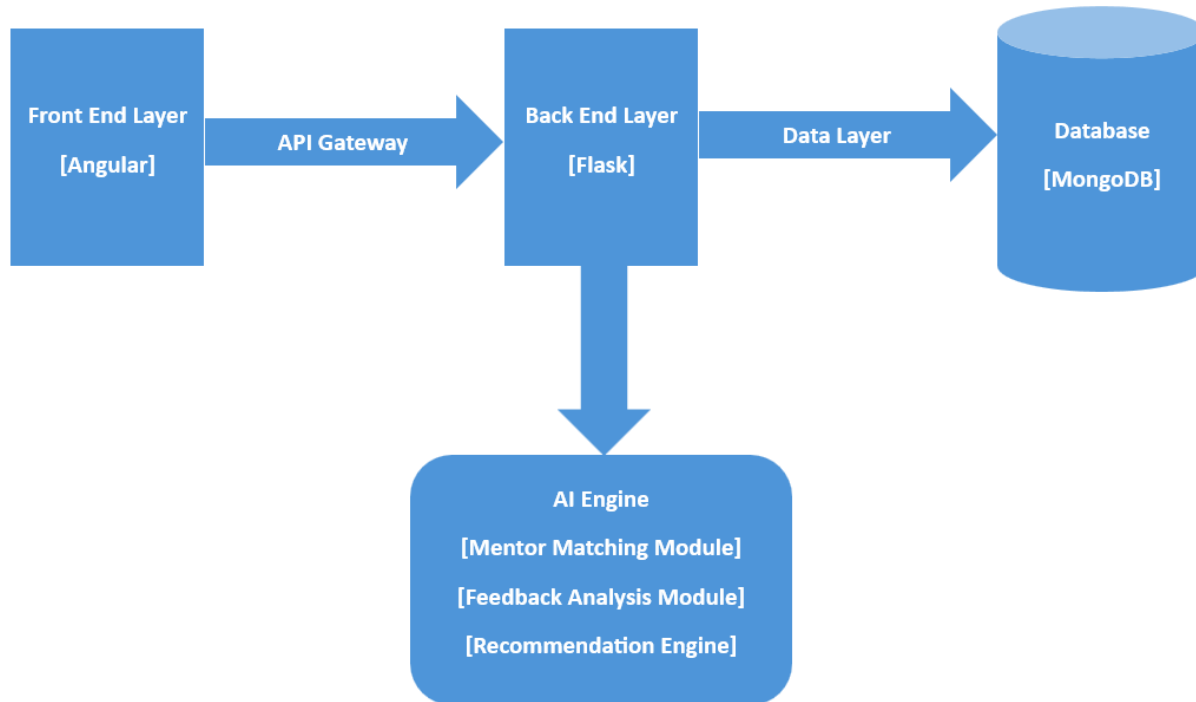 Front End Layer
[Angular]
API Gateway
Back End Layer
[Flask]
Data Layer
Database
[MongoDB]
AI Engine
[Mentor Matching Module]
[Feedback Analysis Module]
[Recommendation Engine]